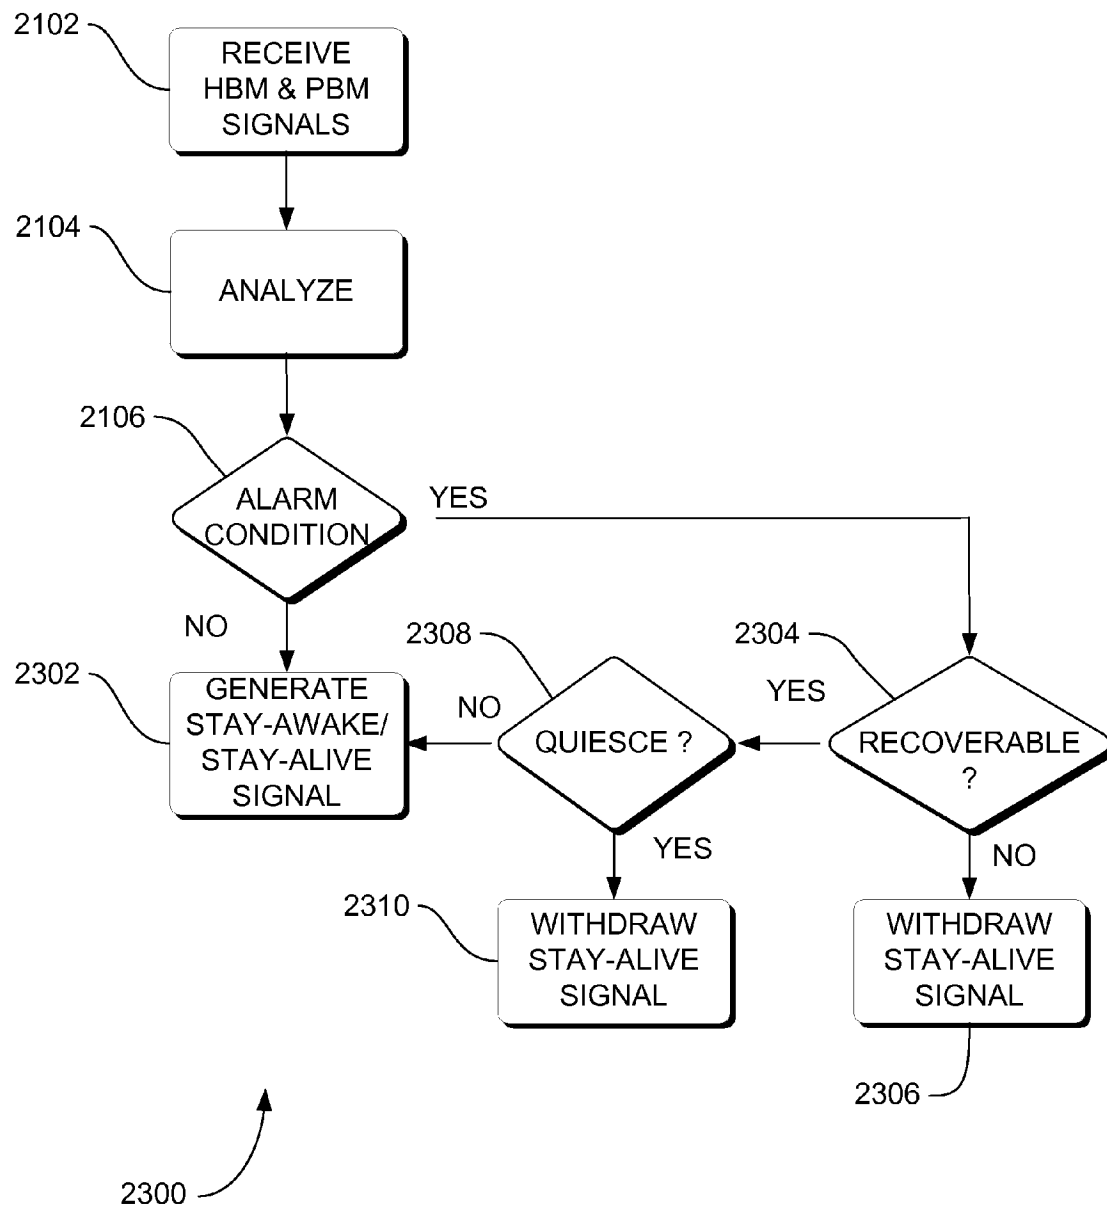 2102
RECEIVE
HBM & PBM
SIGNALS
2104
ANALYZE
2106
ALARM
CONDITION
YES
NO
2302
GENERATE
STAY-AWAKE/
STAY-ALIVE
SIGNAL
NO
2308
QUIESCE ?
YES
2304
RECOVERABLE
?
YES
NO
2310
WITHDRAW
STAY-ALIVE
SIGNAL
WITHDRAW
STAY-ALIVE
SIGNAL
2306
2300